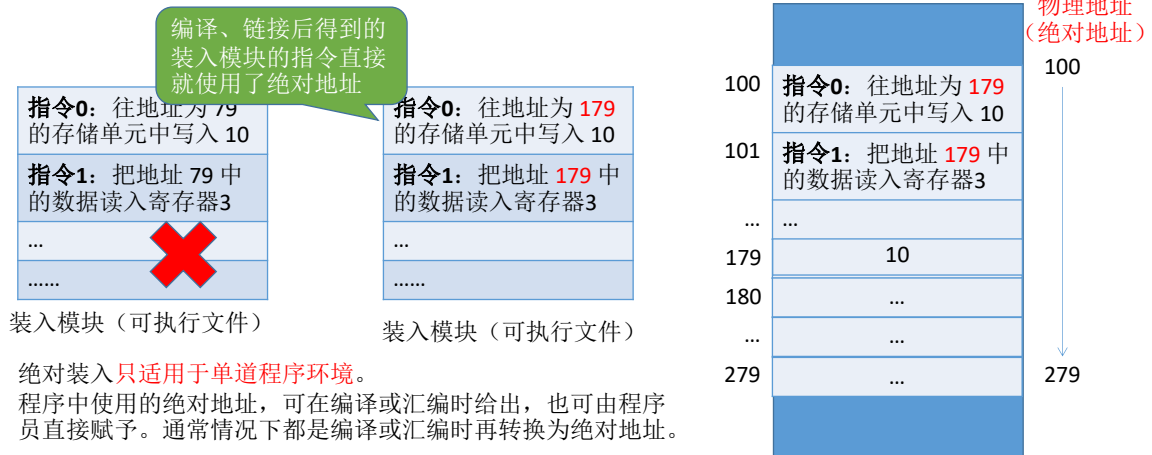 编译、链接后得到的
装入模块的指令直接
就使用了绝对地址
指令0：往地址为 79
的存储单元中写入 10
指令1：把地址 79 中
的数据读入寄存器3
...
......
装入模块（可执行文件）
指令0：往地址为 179
的存储单元中写入 10
指令1：把地址 179 中
的数据读入寄存器3
...
......
装入模块（可执行文件）
绝对装入只适用于单道程序环境。
程序中使用的绝对地址，可在编译或汇编时给出，也可由程序
员直接赋予。通常情况下都是编译或汇编时再转换为绝对地址。
物理地址
（绝对地址）
100
指令0：往地址为 179
的存储单元中写入 10
100
101
指令1：把地址 179 中
的数据读入寄存器3
...
...
179
10
180
...
...
...
279
...
279